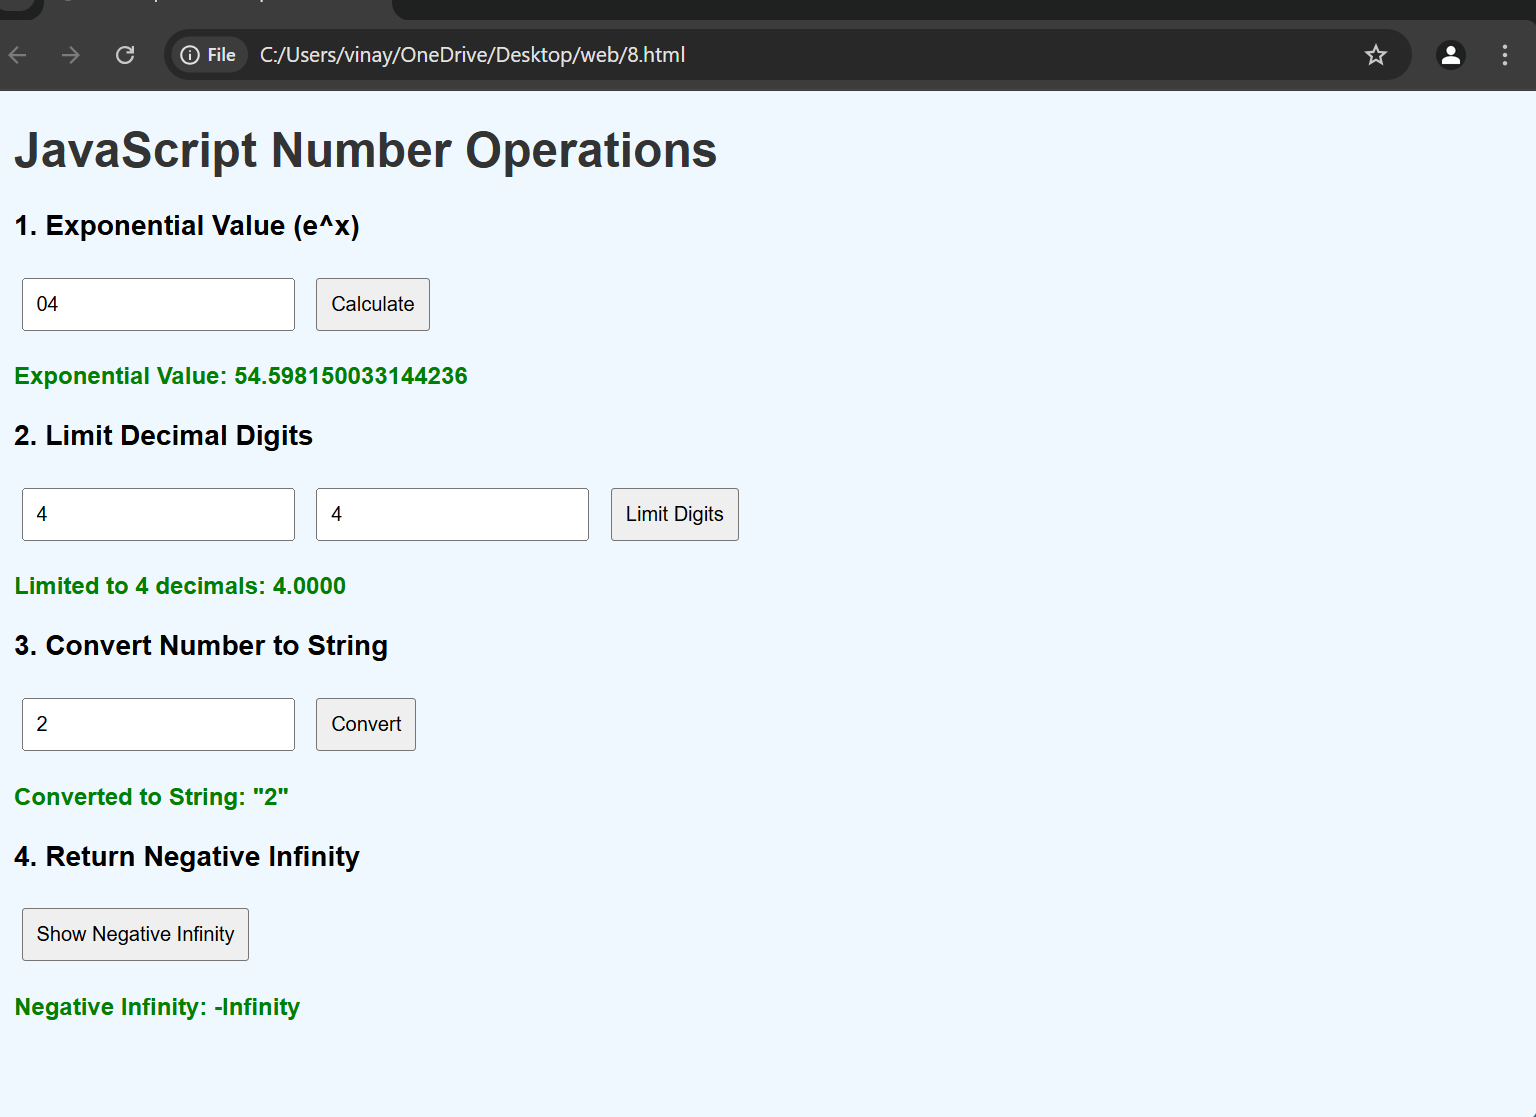 File C:/Users/vinay/OneDrive/Desktop/web/8.html
JavaScript Number Operations
1. Exponential Value (e^x)
04 Calculate
Exponential Value: 54.598150033144236
2. Limit Decimal Digits
4 4 Limit Digits
Limited to 4 decimals: 4.0000
3. Convert Number to String
2 Convert
Converted to String: "2"
4. Return Negative Infinity
Show Negative Infinity
Negative Infinity: -Infinity